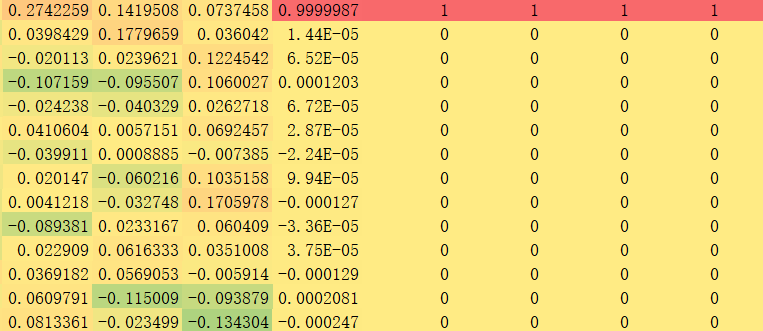 0.2742259 0.1419508 0.0737458 0.9999987 1 1 1 1
0.0398429 0.1779659 0.036042 1.44E-05 0 0 0 0
-0.020113 0.0239621 0.1224542 6.52E-05 0 0 0 0
-0.107159 -0.095507 0.1060027 0.0001203 0 0 0 0
-0.024238 -0.040329 0.0262718 6.72E-05 0 0 0 0
0.0410604 0.0057151 0.0692457 2.87E-05 0 0 0 0
-0.039911 0.0008885 -0.007385 -2.24E-05 0 0 0 0
0.020147 -0.060216 0.1035158 9.94E-05 0 0 0 0
0.0041218 -0.032748 0.1705978 -0.000127 0 0 0 0
-0.089381 0.0233167 0.060409 -3.36E-05 0 0 0 0
0.022909 0.0616333 0.0351008 3.75E-05 0 0 0 0
0.0369182 0.0569053 -0.005914 -0.000129 0 0 0 0
0.0609791 -0.115009 -0.093879 0.0002081 0 0 0 0
0.0813361 -0.023499 -0.134304 -0.000247 0 0 0 0